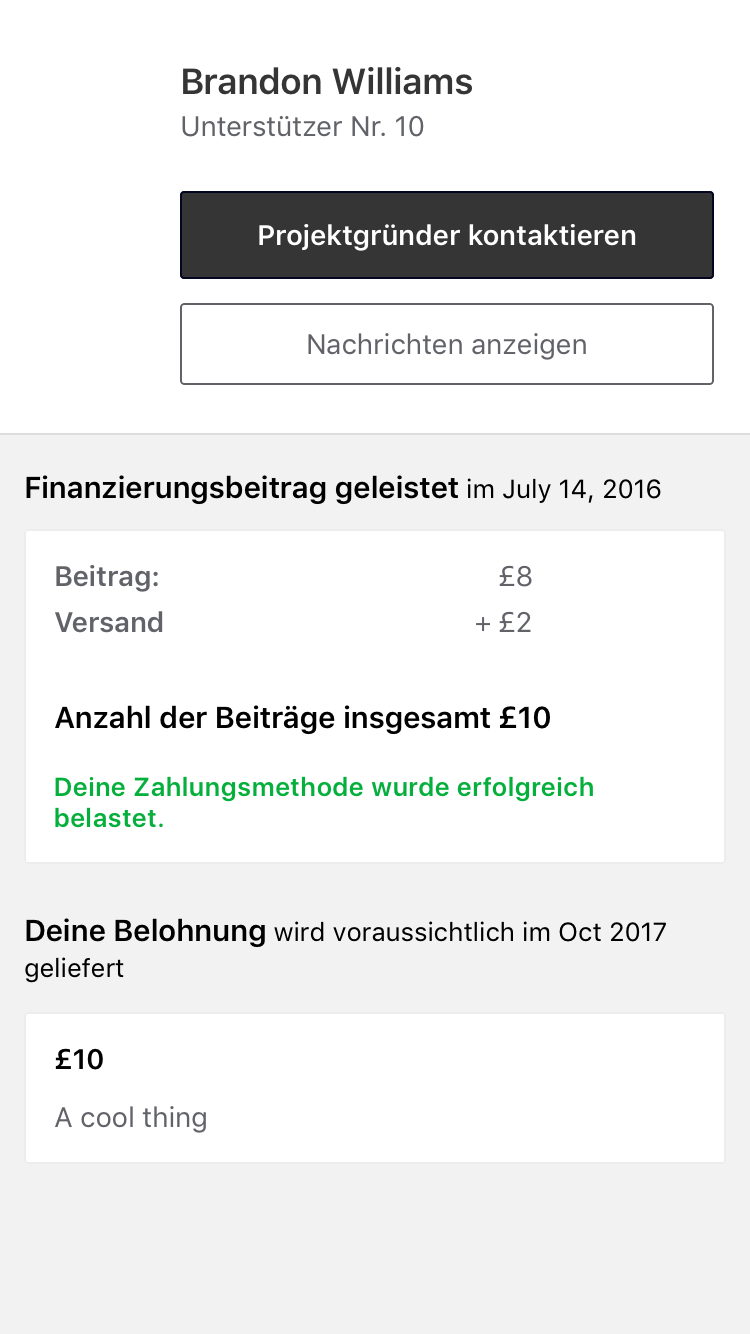 Brandon Williams
Unterstützer Nr. 10
Projektgründer kontaktieren
Nachrichten anzeigen
Finanzierungsbeitrag geleistet im July 14, 2016
Beitrag: £8
Versand + £2
Anzahl der Beiträge insgesamt £10
Deine Zahlungsmethode wurde erfolgreich
belastet.
Deine Belohnung wird voraussichtlich im Oct 2017
geliefert
£10
A cool thing